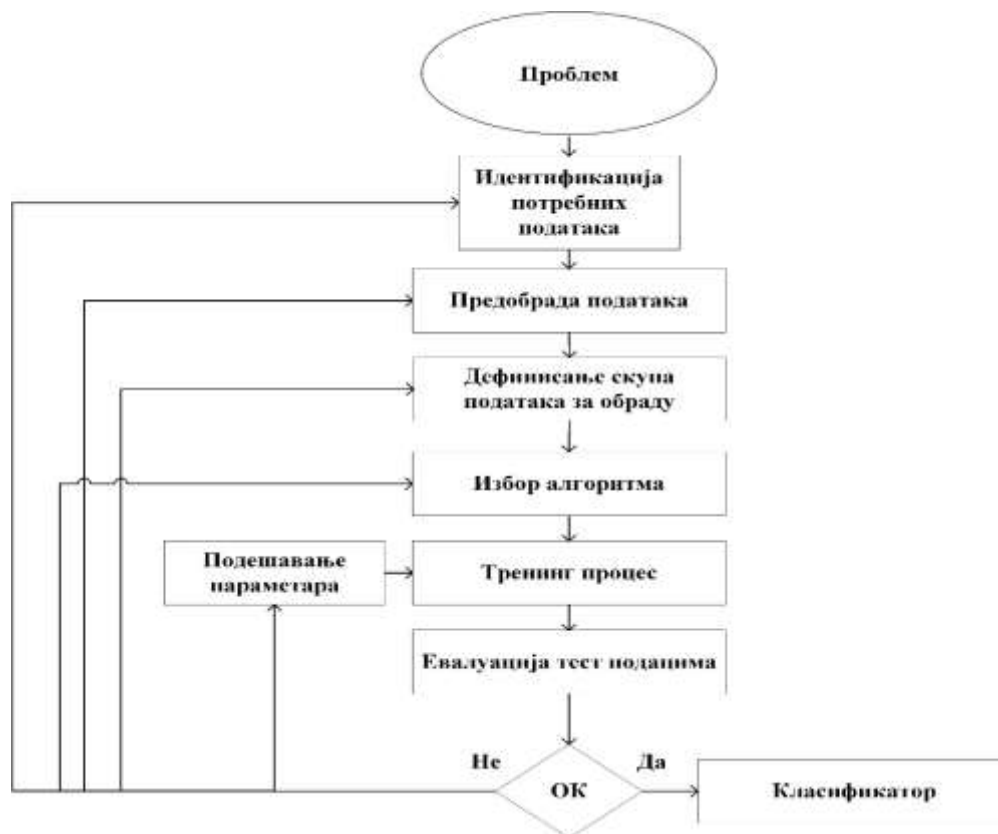 Проблем
Идентификација
потребних
података
Предобрада података
Дефинисање скупа
података за обраду
Избор алгоритма
Подешавање
параметара
Тренинг процес
Евалуација тест подацима
Не
Да
ОК
Класификатор